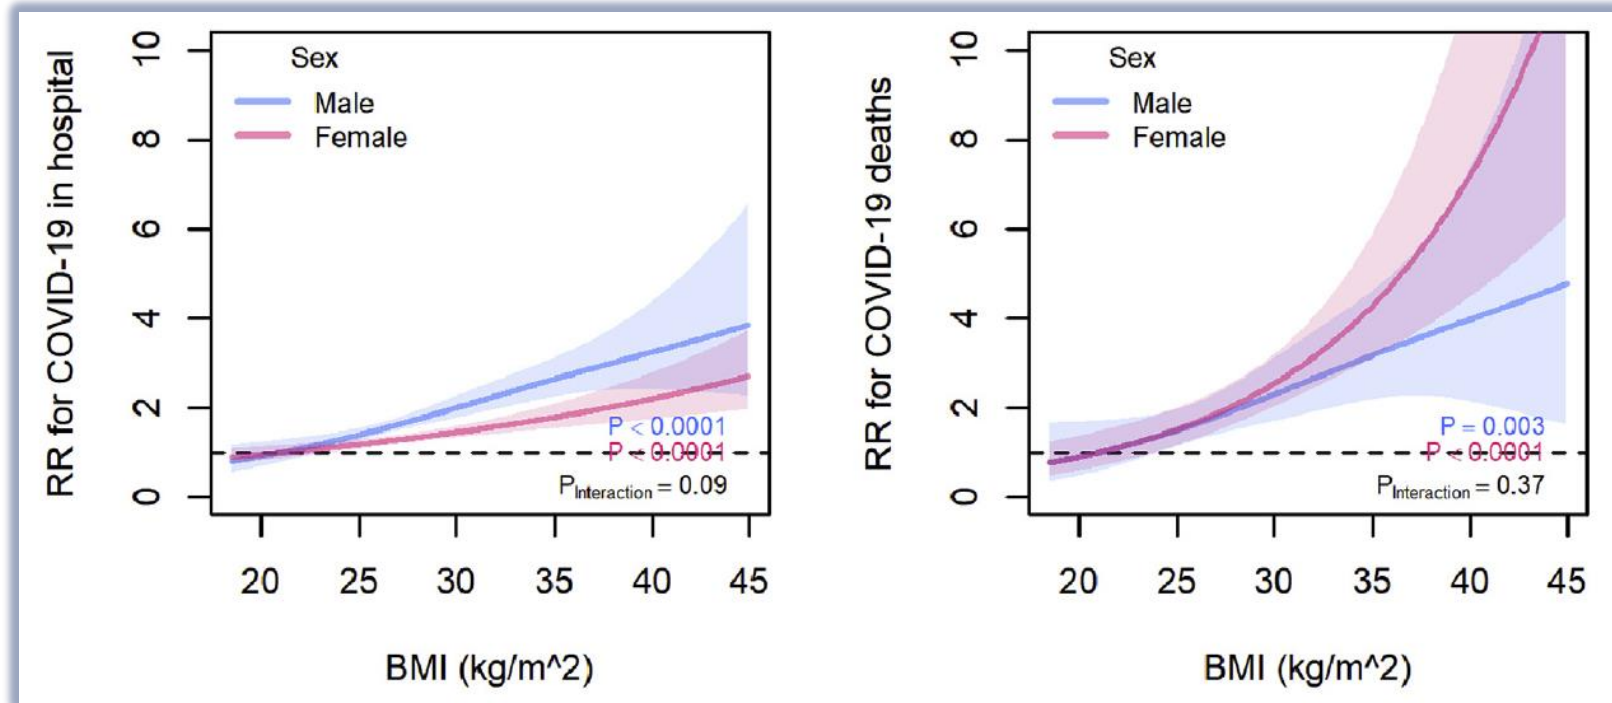 RR for COVID-19 in hospital
10
8
6
4
2
0
Sex
Male
Female
P < 0.0001
P < 0.0001
PInteraction = 0.09
20 25 30 35 40 45
BMI (kg/m^2)
RR for COVID-19 deaths
10
8
6
4
2
0
Sex
Male
Female
P = 0.003
P < 0.0001
PInteraction = 0.37
20 25 30 35 40 45
BMI (kg/m^2)